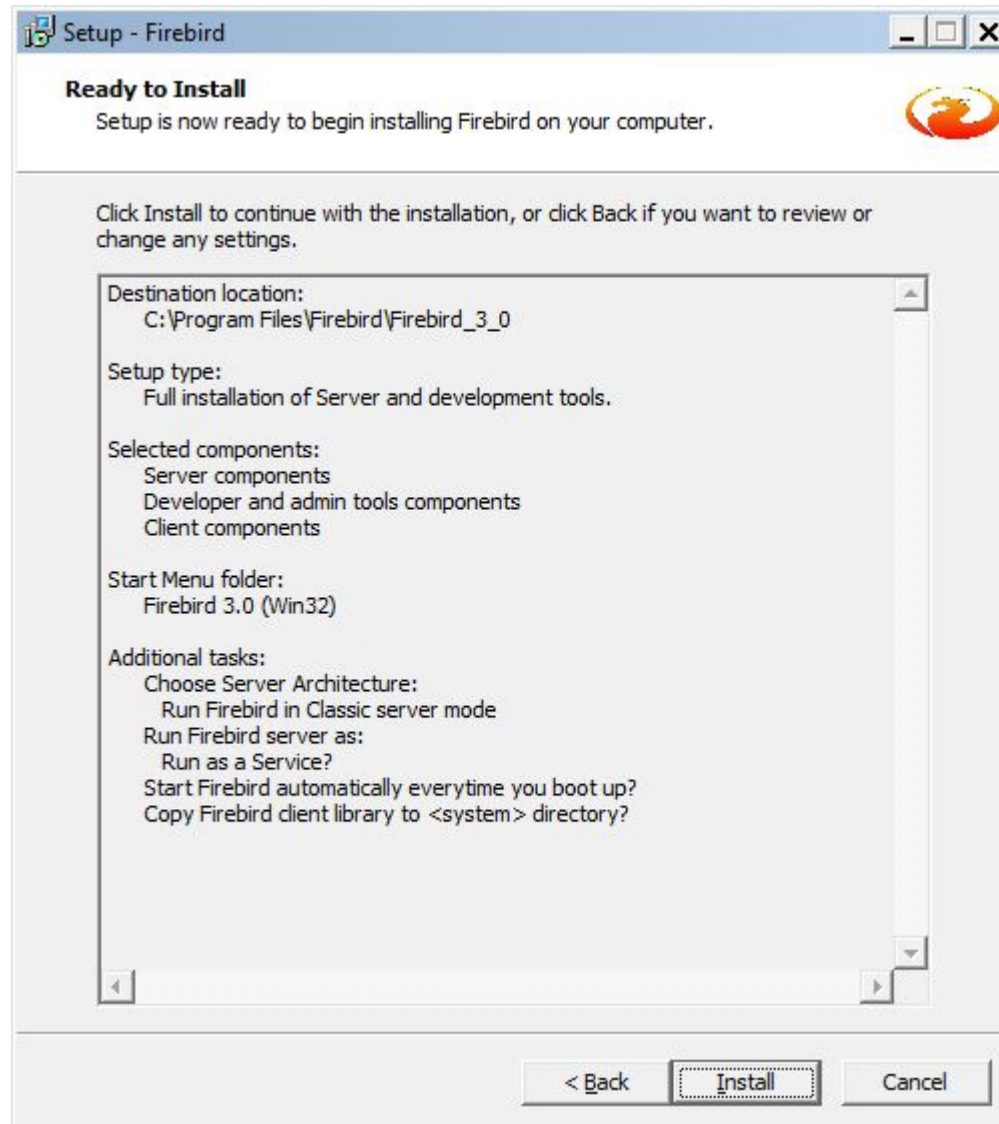 Setup - Firebird
Ready to Install
Setup is now ready to begin installing Firebird on your computer.
Click Install to continue with the installation, or click Back if you want to review or
change any settings.
Destination location:
C:\Program Files\Firebird\Firebird_3_0
Setup type:
Full installation of Server and development tools.
Selected components:
Server components
Developer and admin tools components
Client components
Start Menu folder:
Firebird 3.0 (Win32)
Additional tasks:
Choose Server Architecture:
Run Firebird in Classic server mode
Run Firebird server as:
Run as a Service?
Start Firebird automatically everytime you boot up?
Copy Firebird client library to <system> directory?
< Back
Install
Cancel